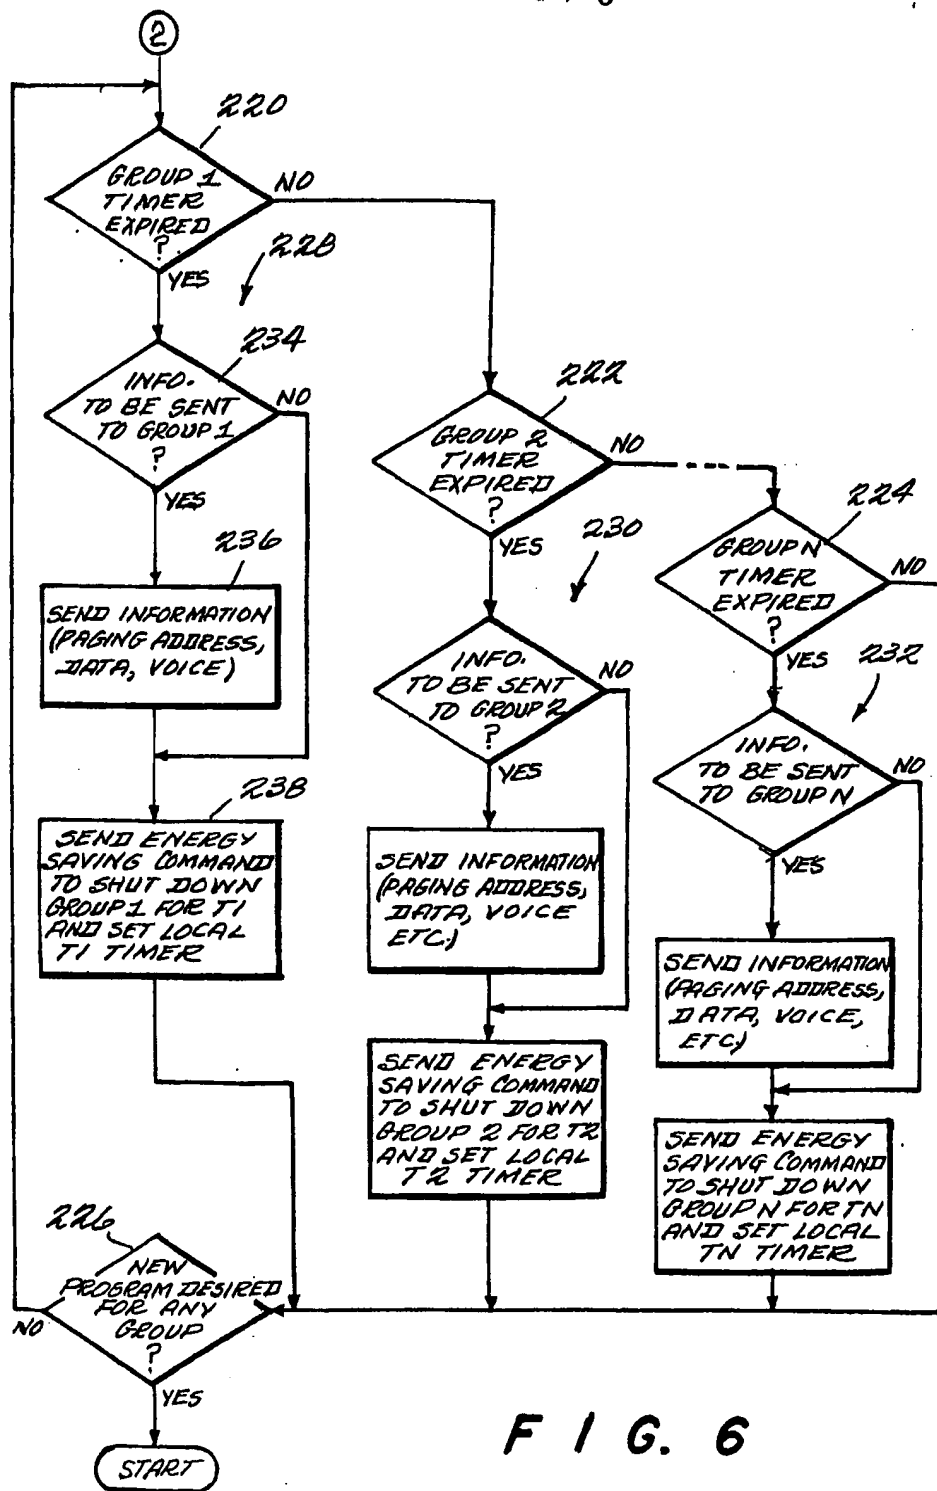 2
220
GROUP 1
TIMER
EXPIRED
?
NO
YES
228
234
INFO.
TO BE SENT
TO GROUP 1
?
NO
YES
236
SEND INFORMATION
(PAGING ADDRESS,
DATA, VOICE)
238
SEND ENERGY
SAVING COMMAND
TO SHUT DOWN
GROUP 1 FOR T1
AND SET LOCAL
T1 TIMER
222
GROUP 2
TIMER
EXPIRED
?
NO
YES
230
INFO.
TO BE SENT
TO GROUP 2
?
NO
YES
SEND INFORMATION
(PAGING ADDRESS,
DATA, VOICE
ETC.)
SEND ENERGY
SAVING COMMAND
TO SHUT DOWN
GROUP 2 FOR T2
AND SET LOCAL
T2 TIMER
224
GROUP N
TIMER
EXPIRED
?
NO
YES
232
INFO.
TO BE SENT
TO GROUP N
NO
YES
SEND INFORMATION
(PAGING ADDRESS,
DATA, VOICE,
ETC.)
SEND ENERGY
SAVING COMMAND
TO SHUT DOWN
GROUP N FOR TN
AND SET LOCAL
TN TIMER
226
NEW
PROGRAM DESIRED
FOR ANY
GROUP
?
NO
YES
START
FIG. 6